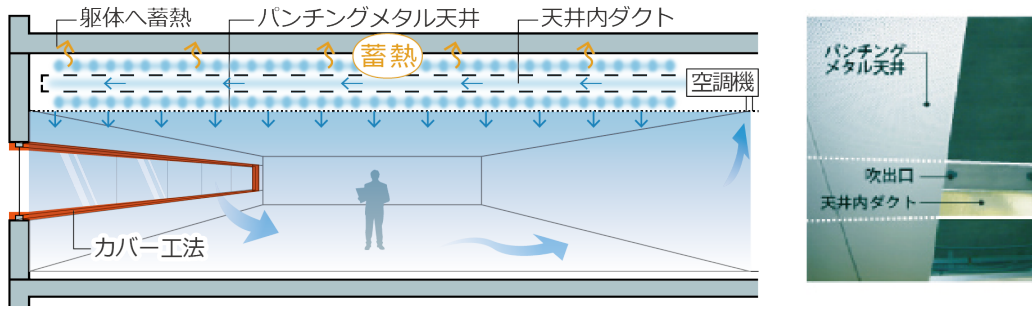 躯体へ蓄熱
パンチングメタル天井
天井内ダクト
蓄熱
空調機
カバー工法
パンチング
メタル天井
吹出口
天井内ダクト